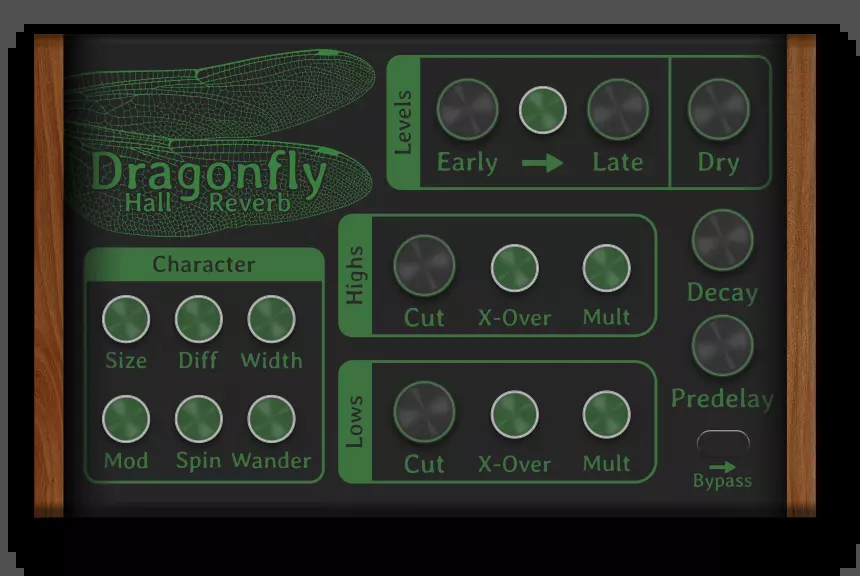 Dragonfly
Hall Reverb
Levels
Early Late Dry
Character
Size Diff Width
Mod Spin Wander
Highs
Cut X-Over Mult
Lows
Cut X-Over Mult
Decay
Predelay
Bypass